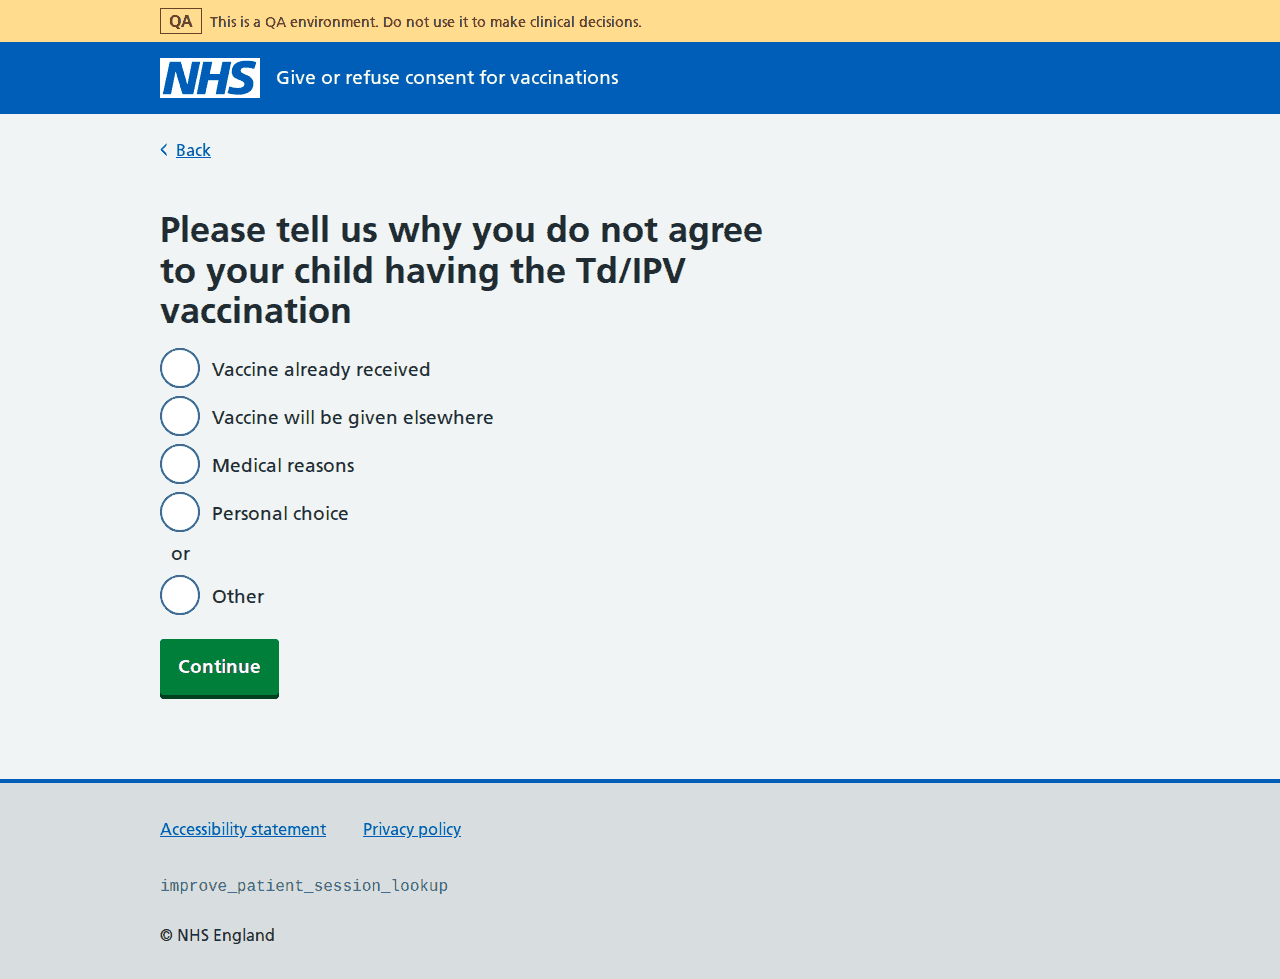 QA This is a QA environment. Do not use it to make clinical decisions.
NHS Give or refuse consent for vaccinations
Back
Please tell us why you do not agree
to your child having the Td/IPV
vaccination
Vaccine already received
Vaccine will be given elsewhere
Medical reasons
Personal choice
or
Other
Continue
Accessibility statement Privacy policy
improve_patient_session_lookup
© NHS England